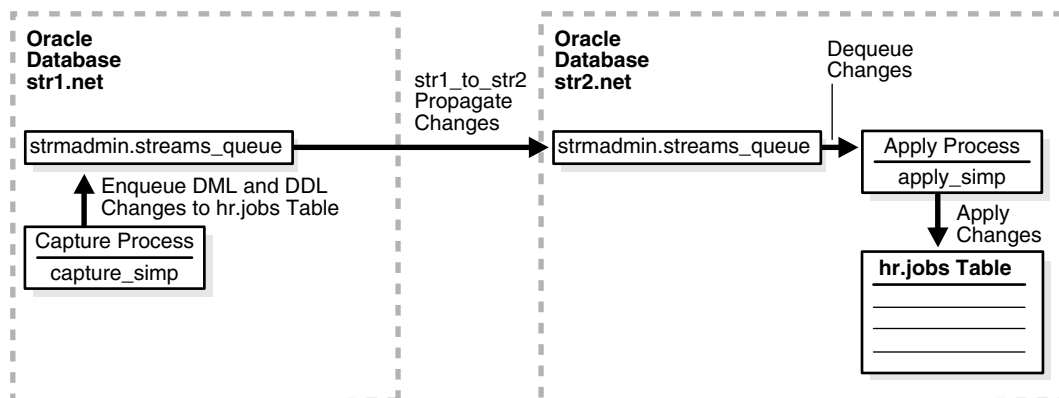 Oracle
Database
str1.net
strmadmin.streams_queue
Enqueue DML and DDL
Changes to hr.jobs Table
Capture Process
capture_simp
str1_to_str2
Propagate
Changes
Oracle
Database
str2.net
strmadmin.streams_queue
Dequeue
Changes
Apply Process
apply_simp
Apply
Changes
hr.jobs Table